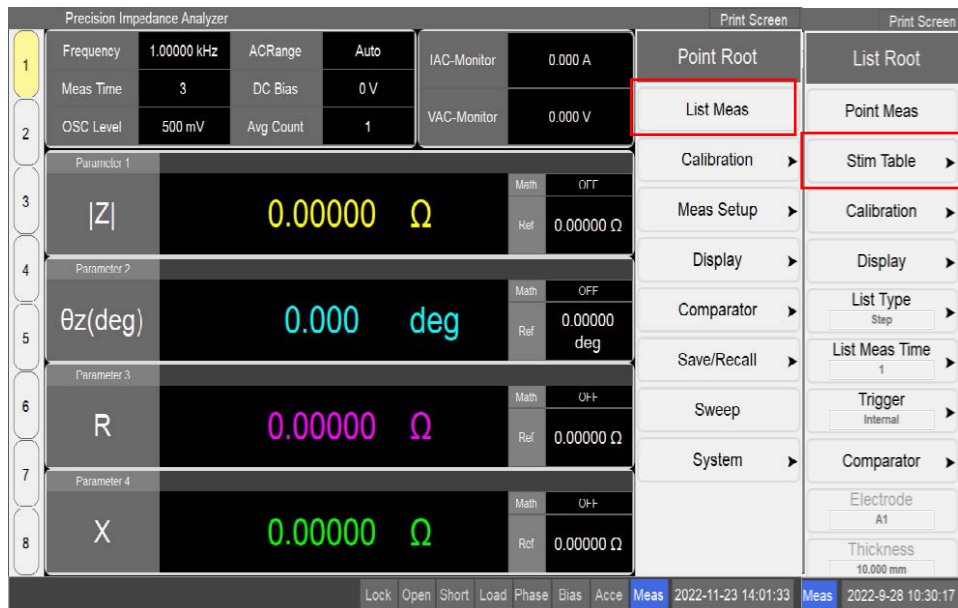 Precision Impedance Analyzer
Print Screen
Print Screen
1
2
3
4
5
6
7
8
Frequency 1.00000 kHz ACRange Auto
Meas Time 3 DC Bias 0 V
OSC Level 500 mV Avg Count 1
IAC-Monitor 0.000 A
VAC-Monitor 0.000 V
Parameter 1
|Z| 0.00000 Ω
Math OFF
Ref 0.00000 Ω
Parameter 2
θz(deg) 0.000 deg
Math OFF
Ref 0.00000
deg
Parameter 3
R 0.00000 Ω
Math OFF
Ref 0.00000 Ω
Parameter 4
X 0.00000 Ω
Math OFF
Ref 0.00000 Ω
Point Root
List Meas
Calibration
Meas Setup
Display
Comparator
Save/Recall
Sweep
System
List Root
Point Meas
Stim Table
Calibration
Display
List Type
Step
List Meas Time
1
Trigger
Internal
Comparator
Electrode
A1
Thickness
10.000 mm
Lock Open Short Load Phase Bias Acce Meas 2022-11-23 14:01:33
Meas 2022-9-28 10:30:17